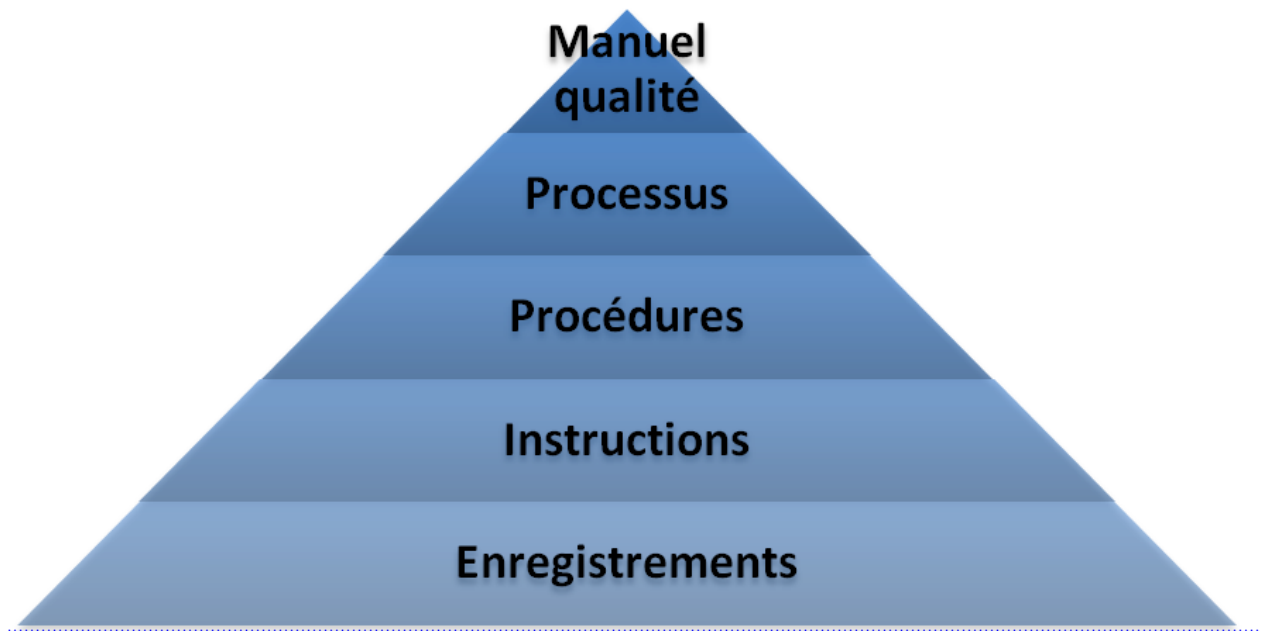 Manuel
qualité
Processus
Procédures
Instructions
Enregistrements